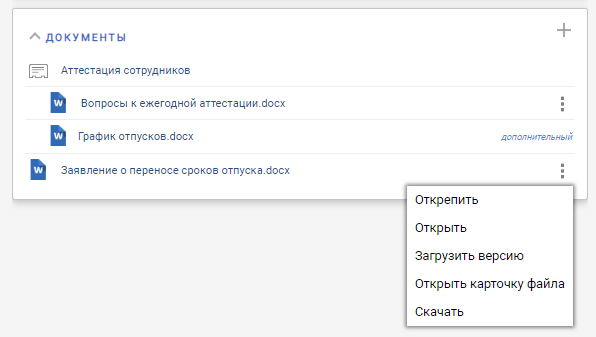 ДОКУМЕНТЫ
Аттестация сотрудников
W Вопросы к ежегодной аттестации.docx
W График отпусков.docx дополнительный
W Заявление о переносе сроков отпуска.docx
Открепить
Открыть
Загрузить версию
Открыть карточку файла
Скачать